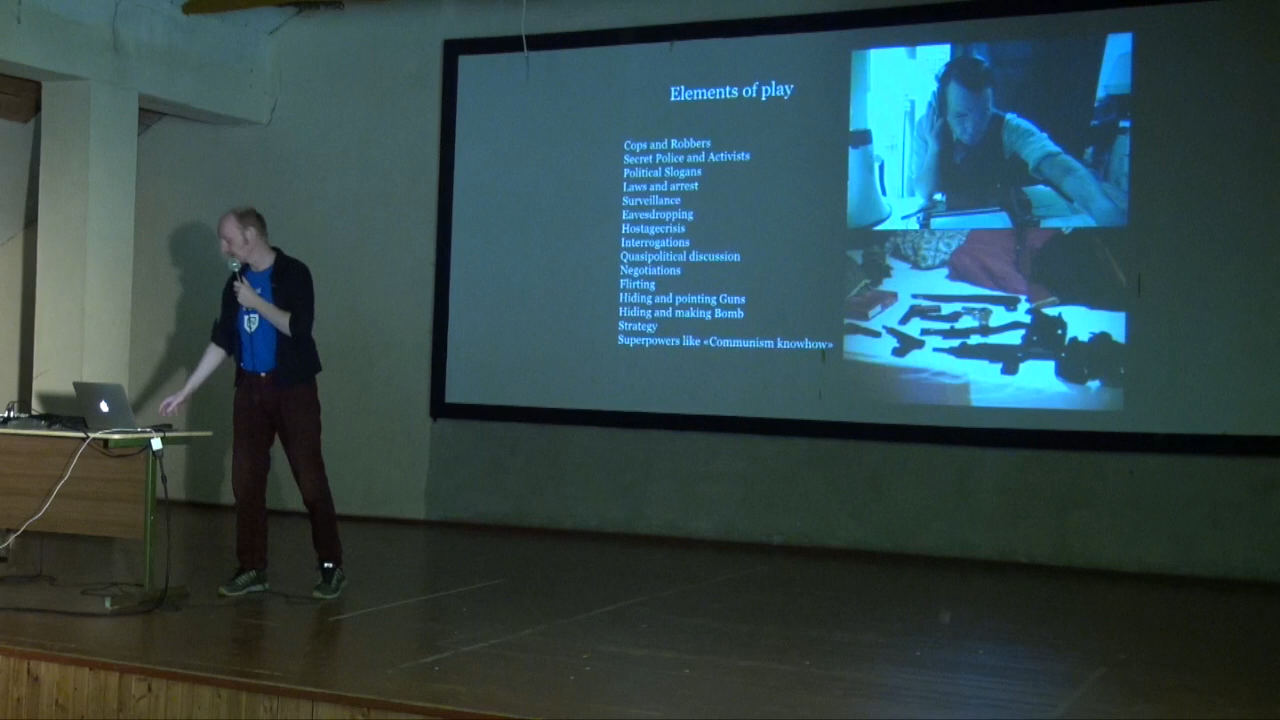 Elements of play
Cops and Robbers
Secret Police and Activists
Political Slogans
Laws and arrest
Surveillance
Eavesdropping
Hostagecrisis
Interrogations
Quasipolitical discussion
Negotiations
Flirting
Hiding and pointing Guns
Hiding and making Bomb
Strategy
Superpowers like «Communism knowhow»